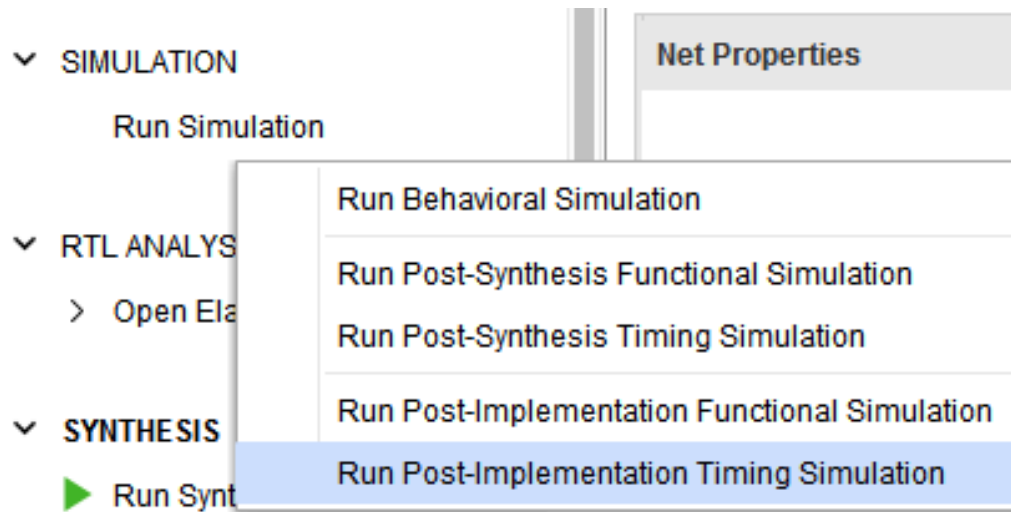 SIMULATION
Net Properties
Run Simulation
Run Behavioral Simulation
RTL ANALYS
Run Post-Synthesis Functional Simulation
Open Ela
Run Post-Synthesis Timing Simulation
Run Post-Implementation Functional Simulation
SYNTHESIS
Run Post-Implementation Timing Simulation
Run Synt